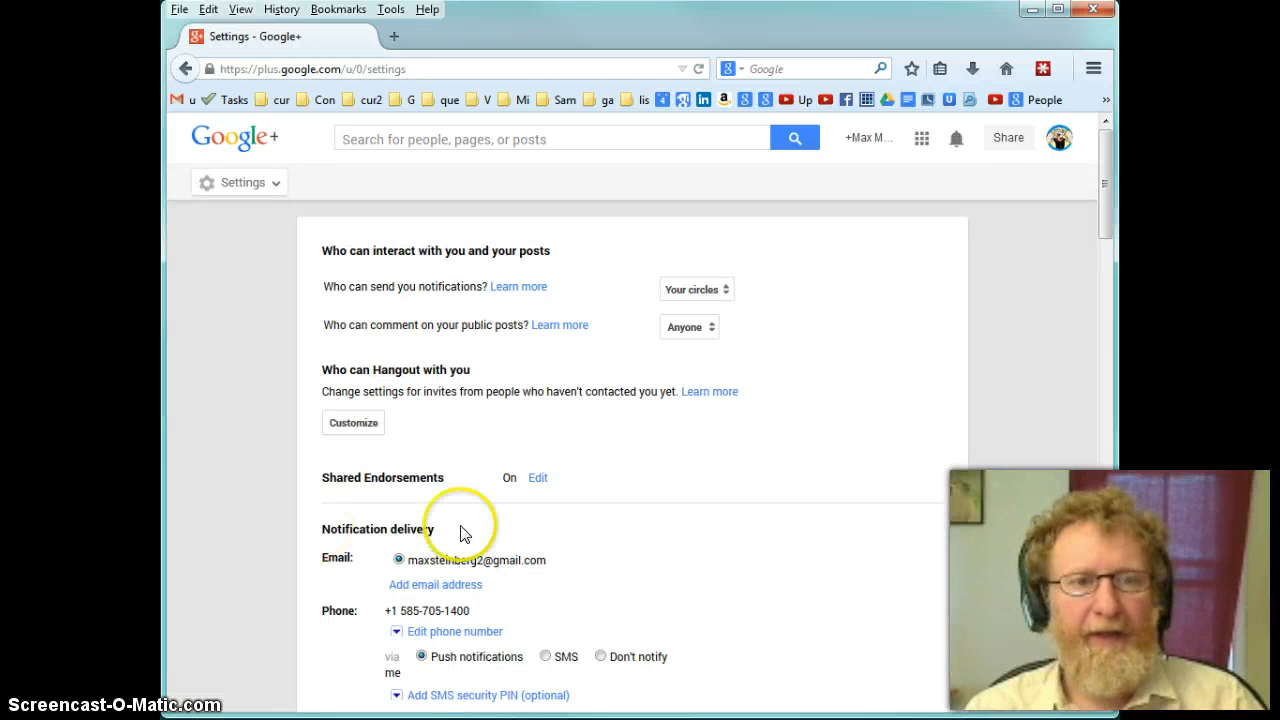 File Edit View History Bookmarks Tools Help
Settings - Google+
https://plus.google.com/u/0/settings Google
u Tasks cur Con cur2 G que V Mi Sam ga lis Up People »
Google+ Search for people, pages, or posts +Max M... Share
Settings
Who can interact with you and your posts
Who can send you notifications? Learn more Your circles
Who can comment on your public posts? Learn more Anyone
Who can Hangout with you
Change settings for invites from people who haven't contacted you yet. Learn more
Customize
Shared Endorsements On Edit
Notification delivery
Email: maxsteinberg2@gmail.com
Add email address
Phone: +1 585-705-1400
Edit phone number
via Push notifications SMS Don't notify
me
Add SMS security PIN (optional)
Screencast-O-Matic.com